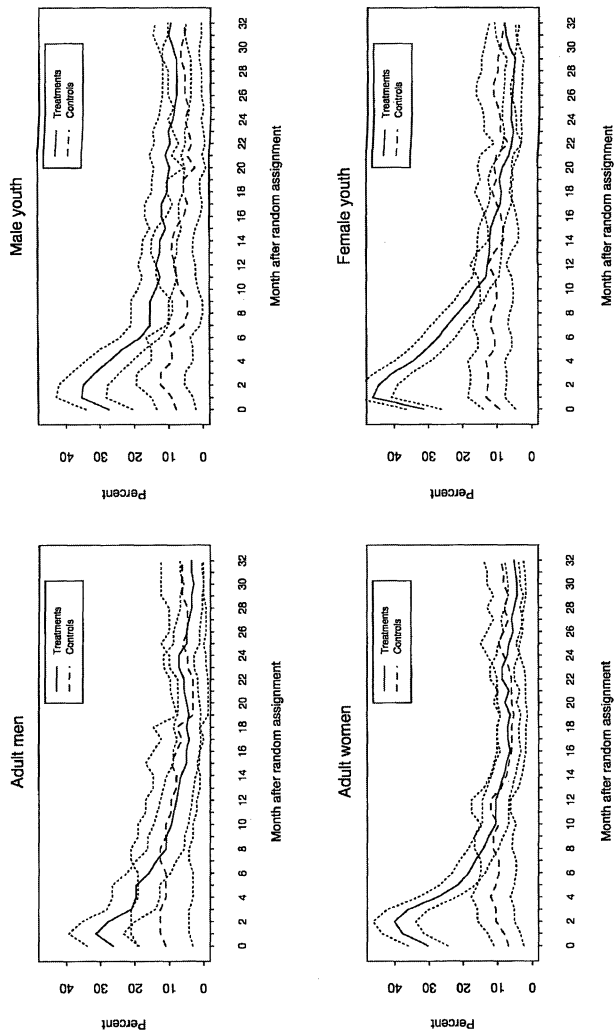 Adult men
Treatments
Controls
Percent
40
30
20
10
0
0 2 4 6 8 10 12 14 16 18 20 22 24 26 28 30 32
Month after random assignment
Male youth
Treatments
Controls
Percent
40
30
20
10
0
0 2 4 6 8 10 12 14 16 18 20 22 24 26 28 30 32
Month after random assignment
Adult women
Treatments
Controls
Percent
40
30
20
10
0
0 2 4 6 8 10 12 14 16 18 20 22 24 26 28 30 32
Month after random assignment
Female youth
Treatments
Controls
Percent
40
30
20
10
0
0 2 4 6 8 10 12 14 16 18 20 22 24 26 28 30 32
Month after random assignment